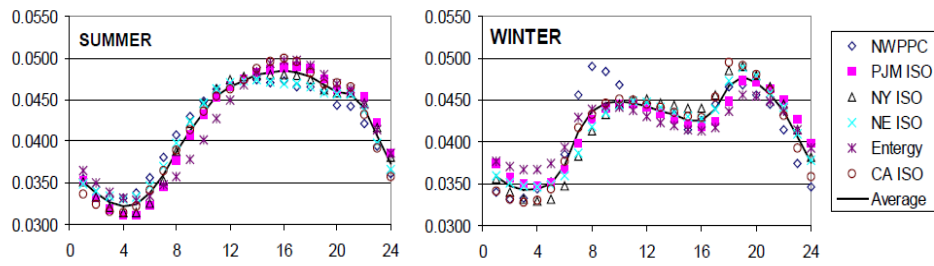 SUMMER
0.0550
0.0500
0.0450
0.0400
0.0350
0.0300
0 4 8 12 16 20 24
WINTER
0.0550
0.0500
0.0450
0.0400
0.0350
0.0300
0 4 8 12 16 20 24
NWPPC
PJM ISO
NY ISO
NE ISO
Entergy
CA ISO
Average